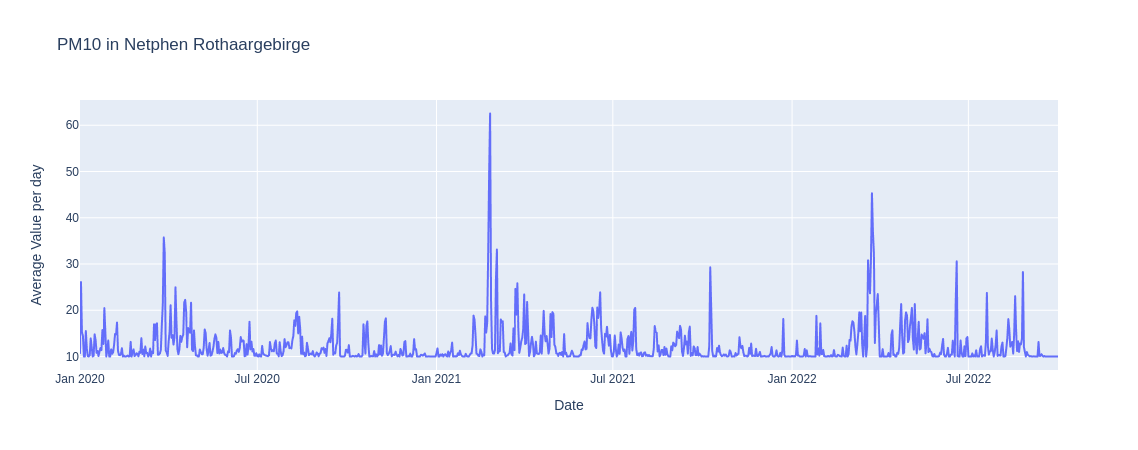 PM10 in Netphen Rothaargebirge
Average Value per day
60
50
40
30
20
10
Jan 2020
Jul 2020
Jan 2021
Jul 2021
Jan 2022
Jul 2022
Date